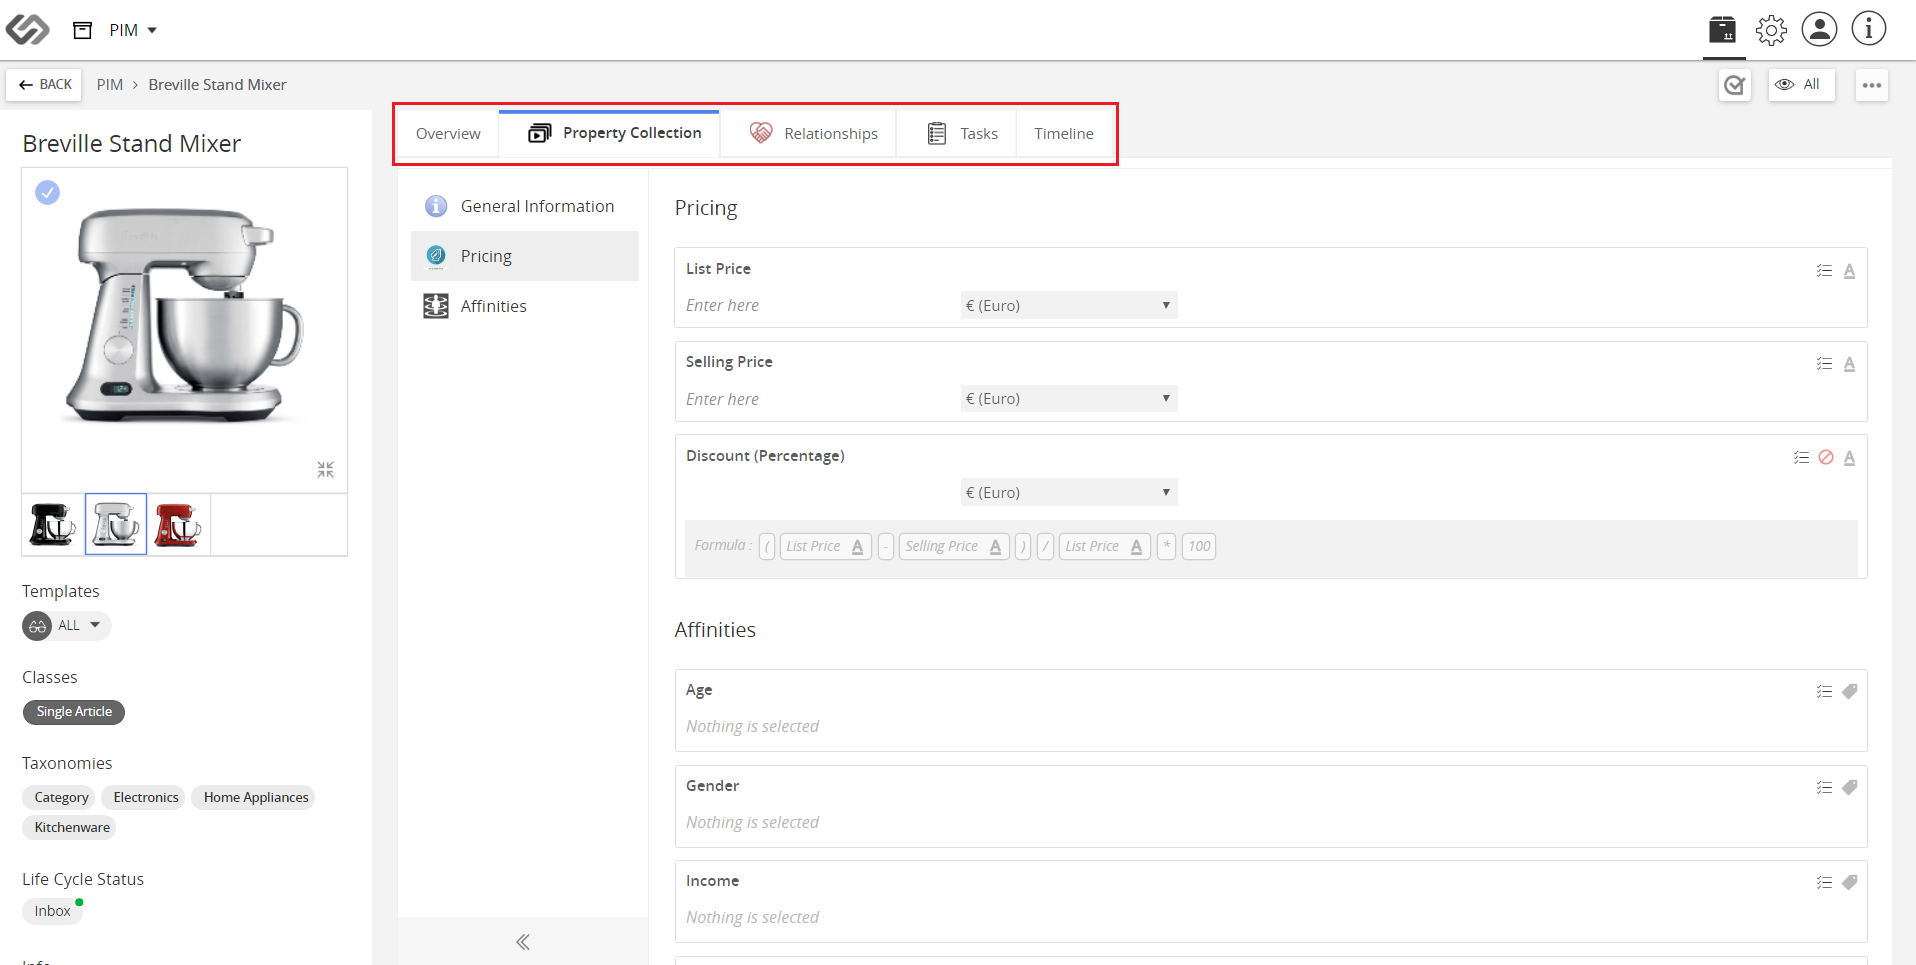 PIM
BACK
PIM > Breville Stand Mixer
All
Breville Stand Mixer
Templates
ALL
Classes
Single Article
Taxonomies
Category Electronics Home Appliances
Kitchenware
Life Cycle Status
Inbox
Overview Property Collection Relationships Tasks Timeline
General Information
Pricing
Affinities
Pricing
List Price
Enter here € (Euro)
Selling Price
Enter here € (Euro)
Discount (Percentage)
€ (Euro)
Formula : ( List Price A - Selling Price A ) / List Price A * 100
Affinities
Age
Nothing is selected
Gender
Nothing is selected
Income
Nothing is selected